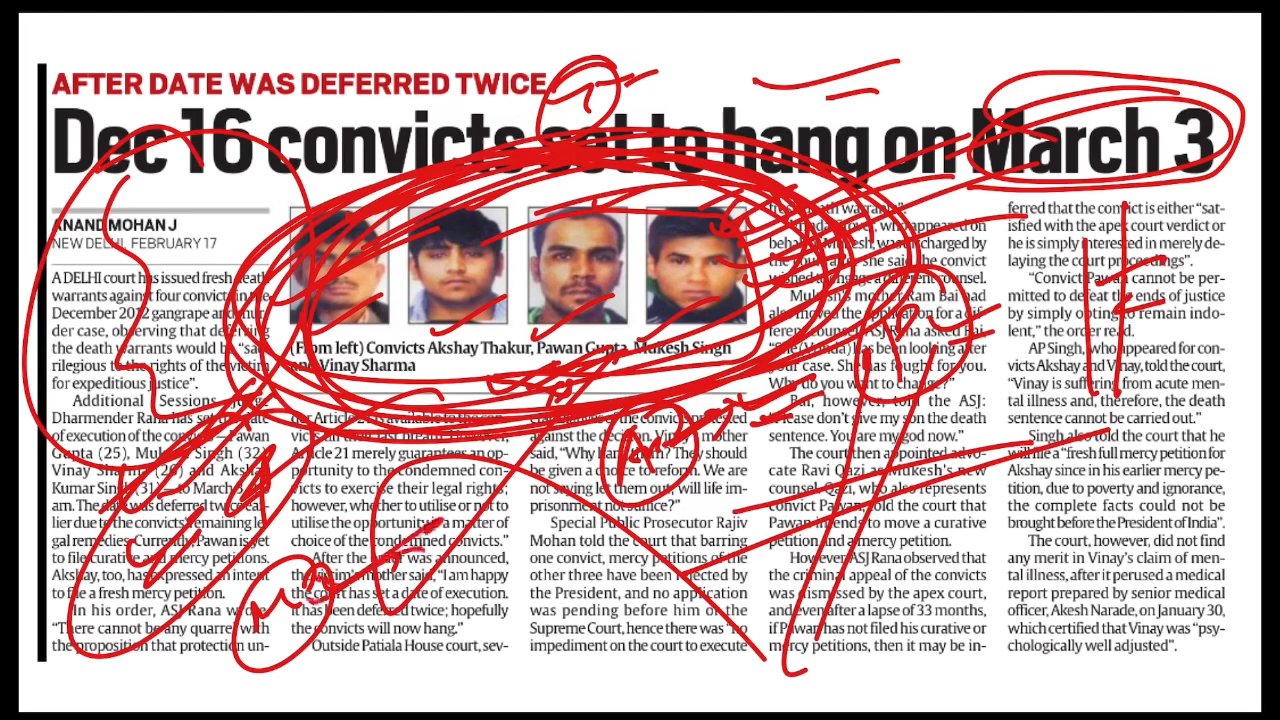 AFTER DATE WAS DEFERRED TWICE
Dec 16 convicts set to hang on March 3
ANAND MOHAN J
NEW DELHI, FEBRUARY 17
A DELHI court has issued fresh death
warrants against four convicts in the
December 2012 gangrape and mur-
der case, observing that deferring
the death warrants would be “sac-
rilegious to the rights of the victim
for expeditious justice”.
Additional Sessions Judge
Dharmender Rana has set the date
of execution of the convicts — Pawan
Gupta (25), Mukesh Singh (32),
Vinay Sharma (26) and Akshay
Kumar Singh (31) — to March
am. The date was deferred twice ear-
lier due to the convicts’ remaining le-
gal remedies. Currently, Pawan is yet
to file curative and mercy petitions.
Akshay, too, has expressed an intent
to file a fresh mercy petition.
In his order, ASJ Rana wrote
“There cannot be any quarrel with
the proposition that protection un-
(From left) Convicts Akshay Thakur, Pawan Gupta, Mukesh Singh
and Vinay Sharma
der Article 21 is available to the con-
victs till their last breath. However,
Article 21 merely guarantees an op-
portunity to the condemned con-
victs to exercise their legal rights;
however, whether to utilise or not to
utilise the opportunity is a matter of
choice of the condemned convicts.”
After the order was announced,
the victim’s mother said, “I am happy
the court has set a date of execution.
It has been deferred twice; hopefully
the convicts will now hang.”
Outside Patiala House court, sev-
of the convicts protested
against the decision. Vinay’s mother
said, “Why hang them? They should
be given a chance to reform. We are
not saying let them out; will life im-
prisonment not suffice?”
Special Public Prosecutor Rajiv
Mohan told the court that barring
one convict, mercy petitions of the
other three have been rejected by
the President, and no application
was pending before him or the
Supreme Court, hence there was “no
impediment on the court to execute
fresh death warrants”.
Grover, who appeared on
behalf of Mukesh, was discharged by
the court after she said the convict
wished to engage a different counsel.
Mukesh’s mother Ram Bai had
also moved the application for a dif-
ferent counsel. ASJ Rana asked Bai,
“She (Vrinda) has been looking after
your case. She has fought for you.
Why do you want to change?”
Bai, however, told the ASJ:
“Please don’t give my son the death
sentence. You are my god now.”
The court then appointed advo-
cate Ravi Qazi as Mukesh’s new
counsel. Qazi, who also represents
convict Pawan, told the court that
Pawan intends to move a curative
petition and a mercy petition.
However, ASJ Rana observed that
the criminal appeal of the convicts
was dismissed by the apex court,
and even after a lapse of 33 months,
if Pawan has not filed his curative or
mercy petitions, then it may be in-
ferred that the convict is either “sat-
isfied with the apex court verdict or
he is simply interested in merely de-
laying the court proceedings”.
“Convict Pawan cannot be per-
mitted to defeat the ends of justice
by simply opting to remain indo-
lent,” the order read.
AP Singh, who appeared for con-
victs Akshay and Vinay, told the court,
“Vinay is suffering from acute men-
tal illness and, therefore, the death
sentence cannot be carried out.”
Singh also told the court that he
will file a “fresh full mercy petition for
Akshay since in his earlier mercy pe-
tition, due to poverty and ignorance,
the complete facts could not be
brought before the President of India”.
The court, however, did not find
any merit in Vinay’s claim of men-
tal illness, after it perused a medical
report prepared by senior medical
officer, Akesh Narade, on January 30,
which certified that Vinay was “psy-
chologically well adjusted”.